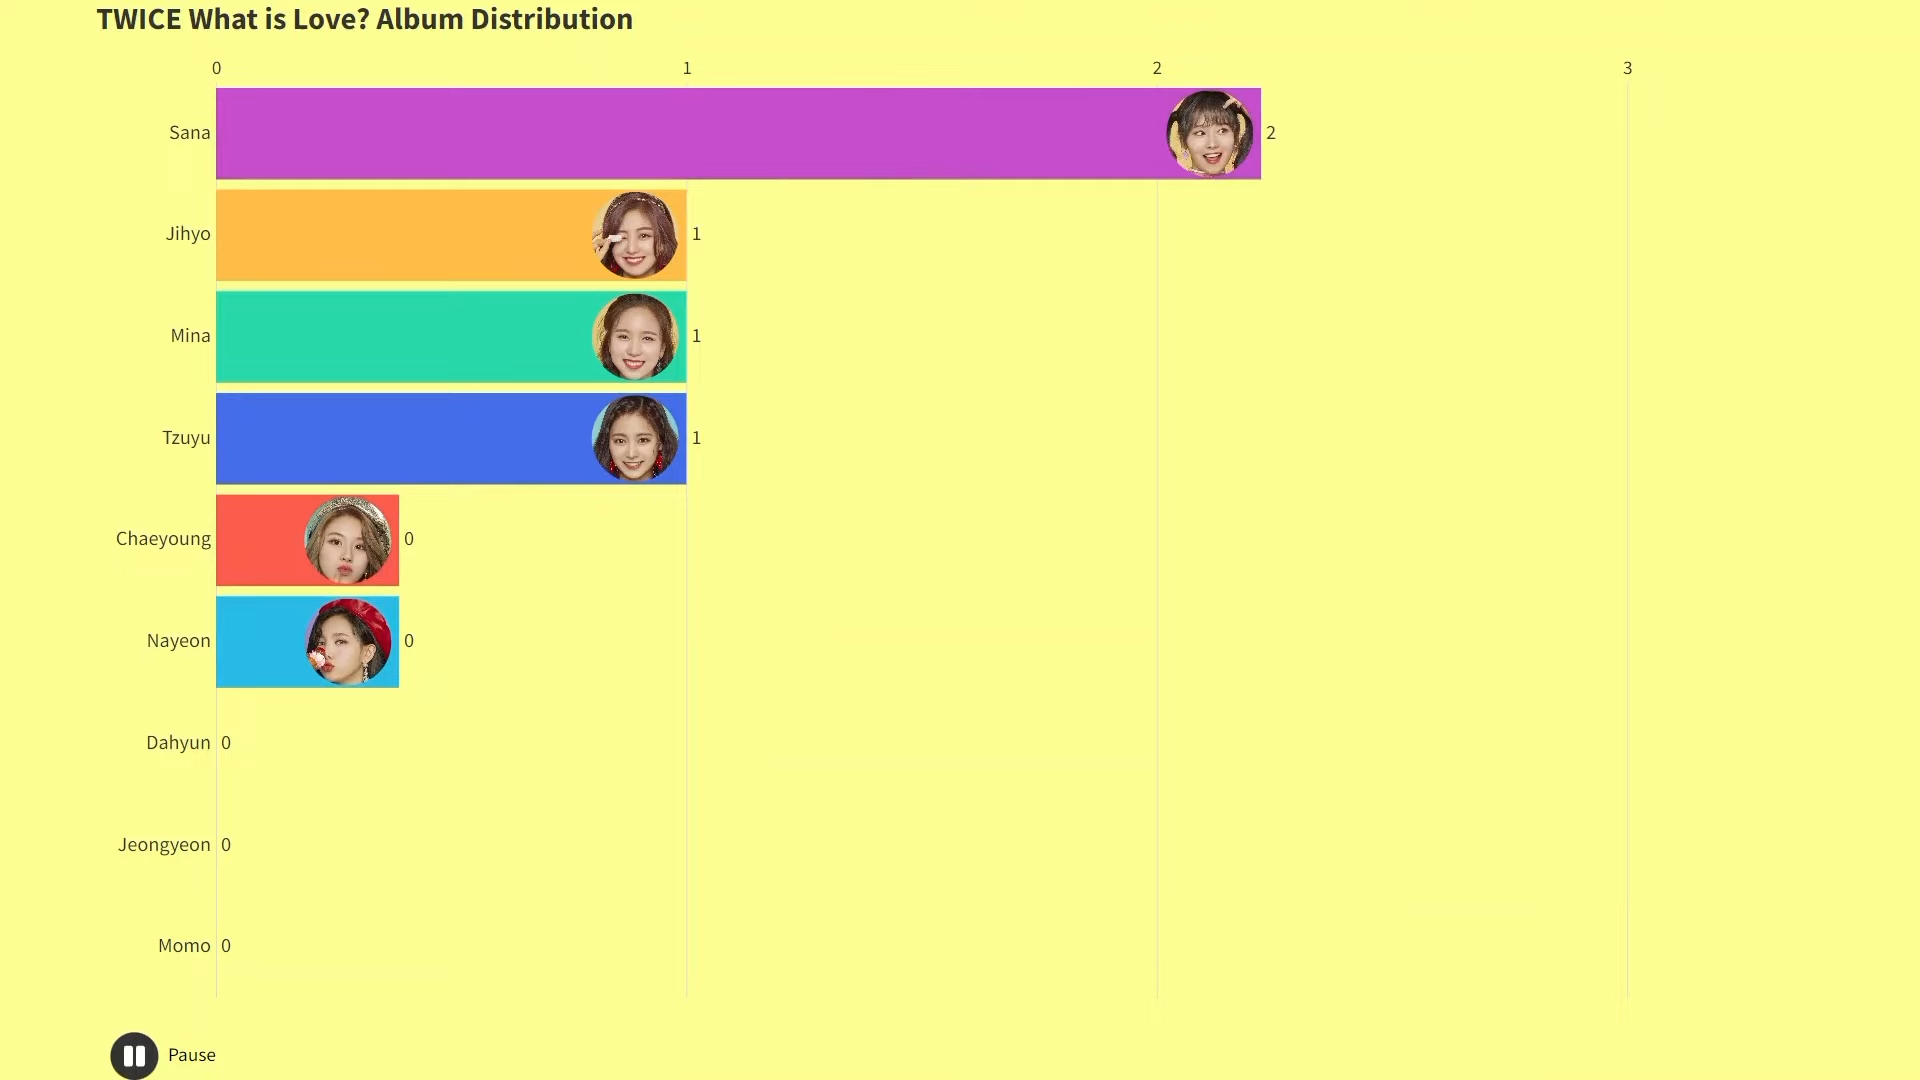 TWICE What is Love? Album Distribution
0 1 2 3
Sana 2
Jihyo 1
Mina 1
Tzuyu 1
Chaeyoung 0
Nayeon 0
Dahyun 0
Jeongyeon 0
Momo 0
Pause